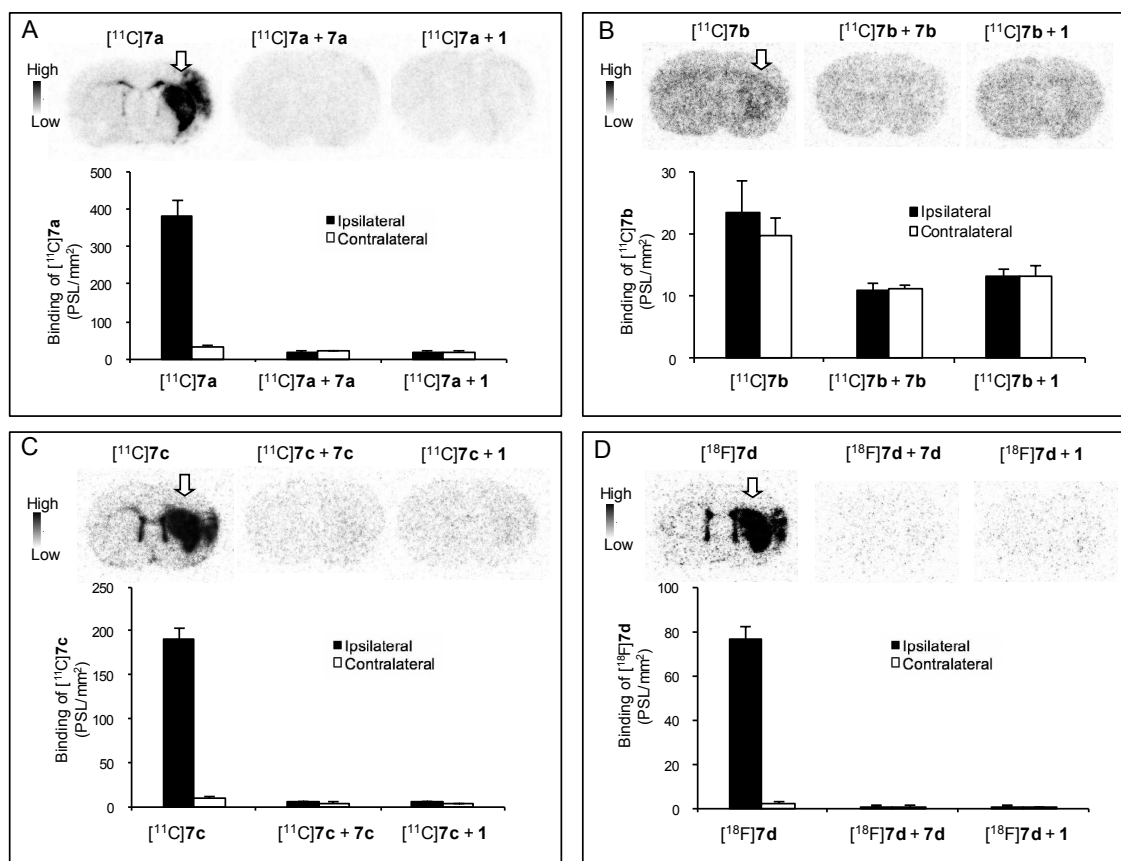 A
[¹¹C]7a [¹¹C]7a + 7a [¹¹C]7a + 1
High
Low
Binding of [¹¹C]7a
(PSL/mm²)
500
400
300
200
100
0
Ipsilateral
Contralateral
[¹¹C]7a [¹¹C]7a + 7a [¹¹C]7a + 1
B
[¹¹C]7b [¹¹C]7b + 7b [¹¹C]7b + 1
High
Low
Binding of [¹¹C]7b
(PSL/mm²)
30
20
10
0
Ipsilateral
Contralateral
[¹¹C]7b [¹¹C]7b + 7b [¹¹C]7b + 1
C
[¹¹C]7c [¹¹C]7c + 7c [¹¹C]7c + 1
High
Low
Binding of [¹¹C]7c
(PSL/mm²)
250
200
150
100
50
0
Ipsilateral
Contralateral
[¹¹C]7c [¹¹C]7c + 7c [¹¹C]7c + 1
D
[¹⁸F]7d [¹⁸F]7d + 7d [¹⁸F]7d + 1
High
Low
Binding of [¹⁸F]7d
(PSL/mm²)
100
80
60
40
20
0
Ipsilateral
Contralateral
[¹⁸F]7d [¹⁸F]7d + 7d [¹⁸F]7d + 1